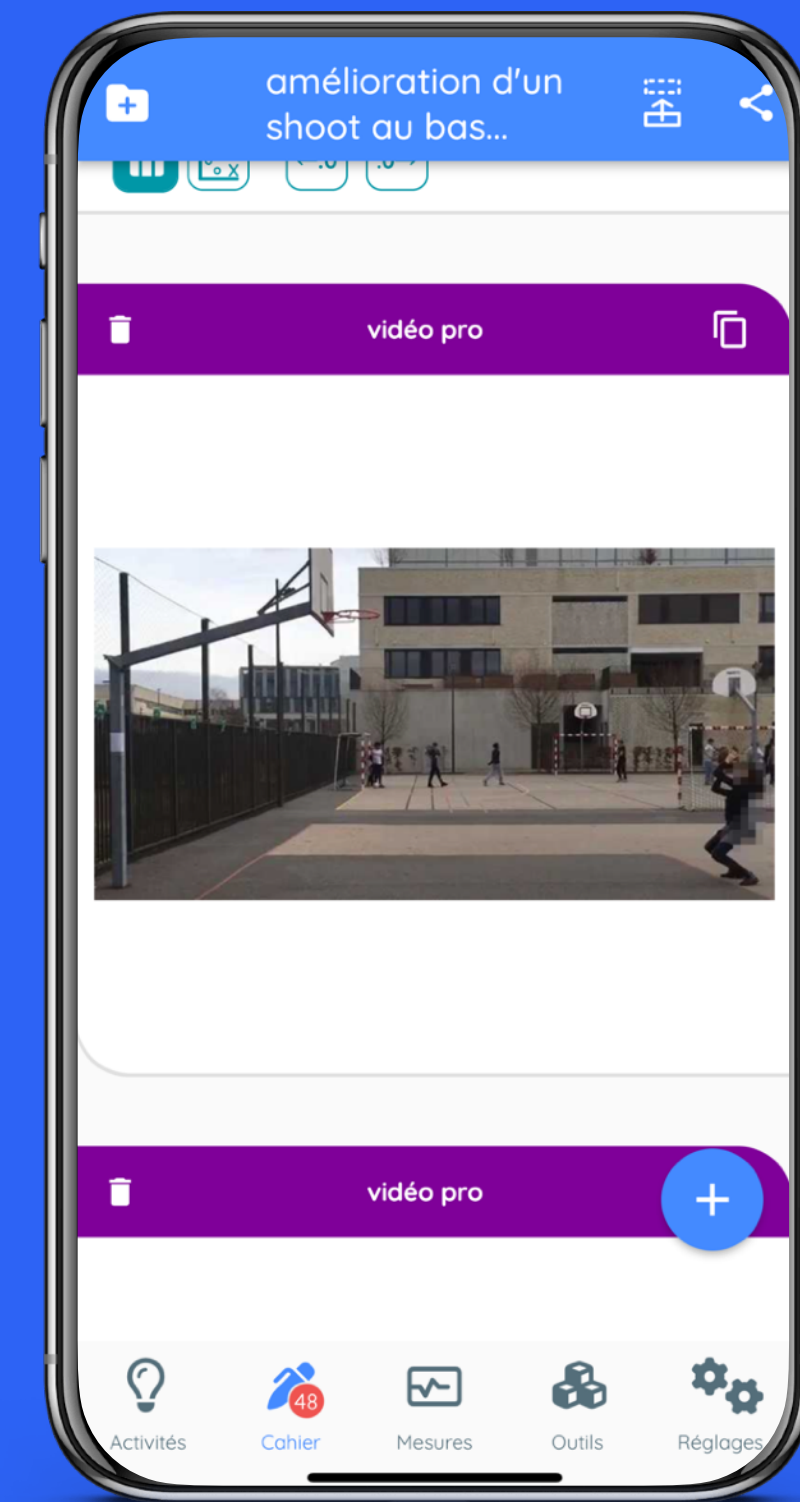 amélioration d'un
shoot au bas...
vidéo pro
vidéo pro
48
Activités
Cahier
Mesures
Outils
Réglages